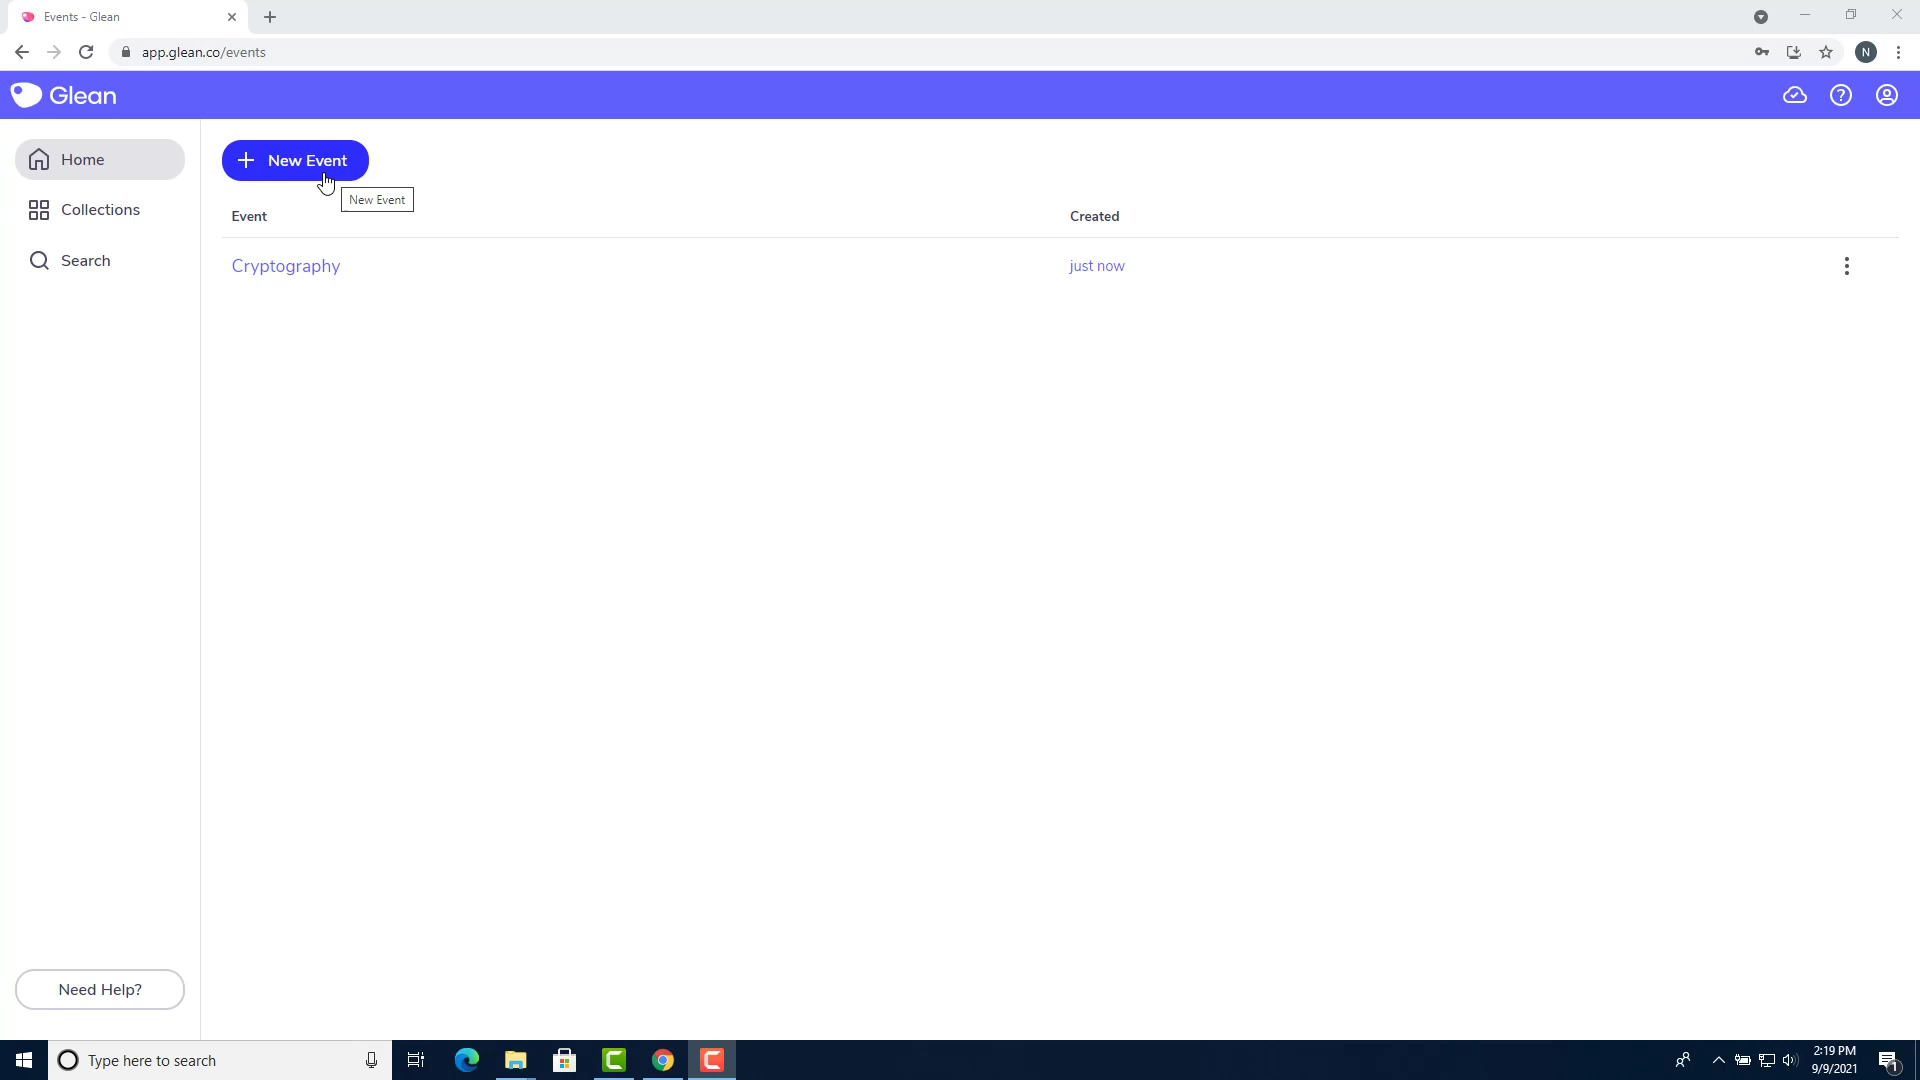 Events - Glean
app.glean.co/events
N
Glean
Home
Collections
Search
New Event
New Event
Event
Created
Cryptography
just now
Need Help?
Type here to search
2:19 PM
9/9/2021
1